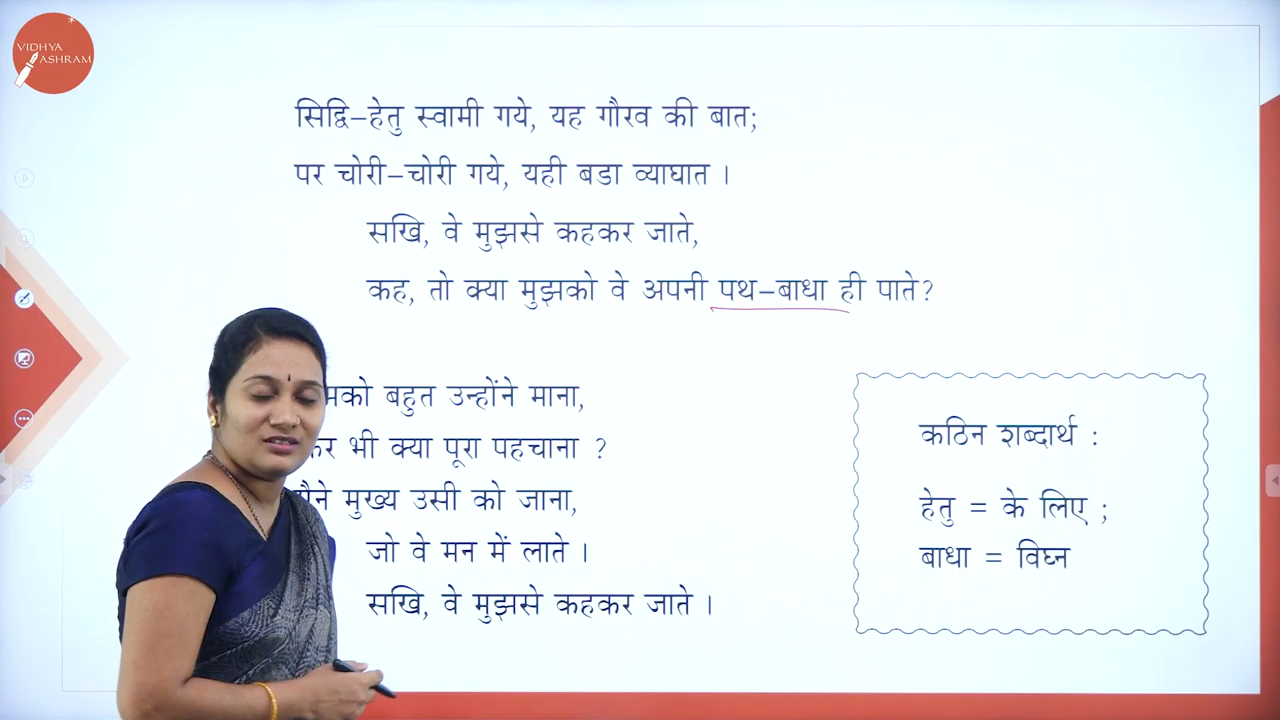 VIDHYA
ASHRAM
सिद्वि-हेतु स्वामी गये, यह गौरव की बात;
पर चोरी-चोरी गये, यही बडा व्याघात ।
सखि, वे मुझसे कहकर जाते,
कह, तो क्या मुझको वे अपनी पथ-बाधा ही पाते?
बहुत उन्होंने माना,
भी क्या पूरा पहचाना ?
मुख्य उसी को जाना,
जो वे मन में लाते ।
सखि, वे मुझसे कहकर जाते ।
कठिन शब्दार्थ :
हेतु = के लिए ;
बाधा = विघ्न